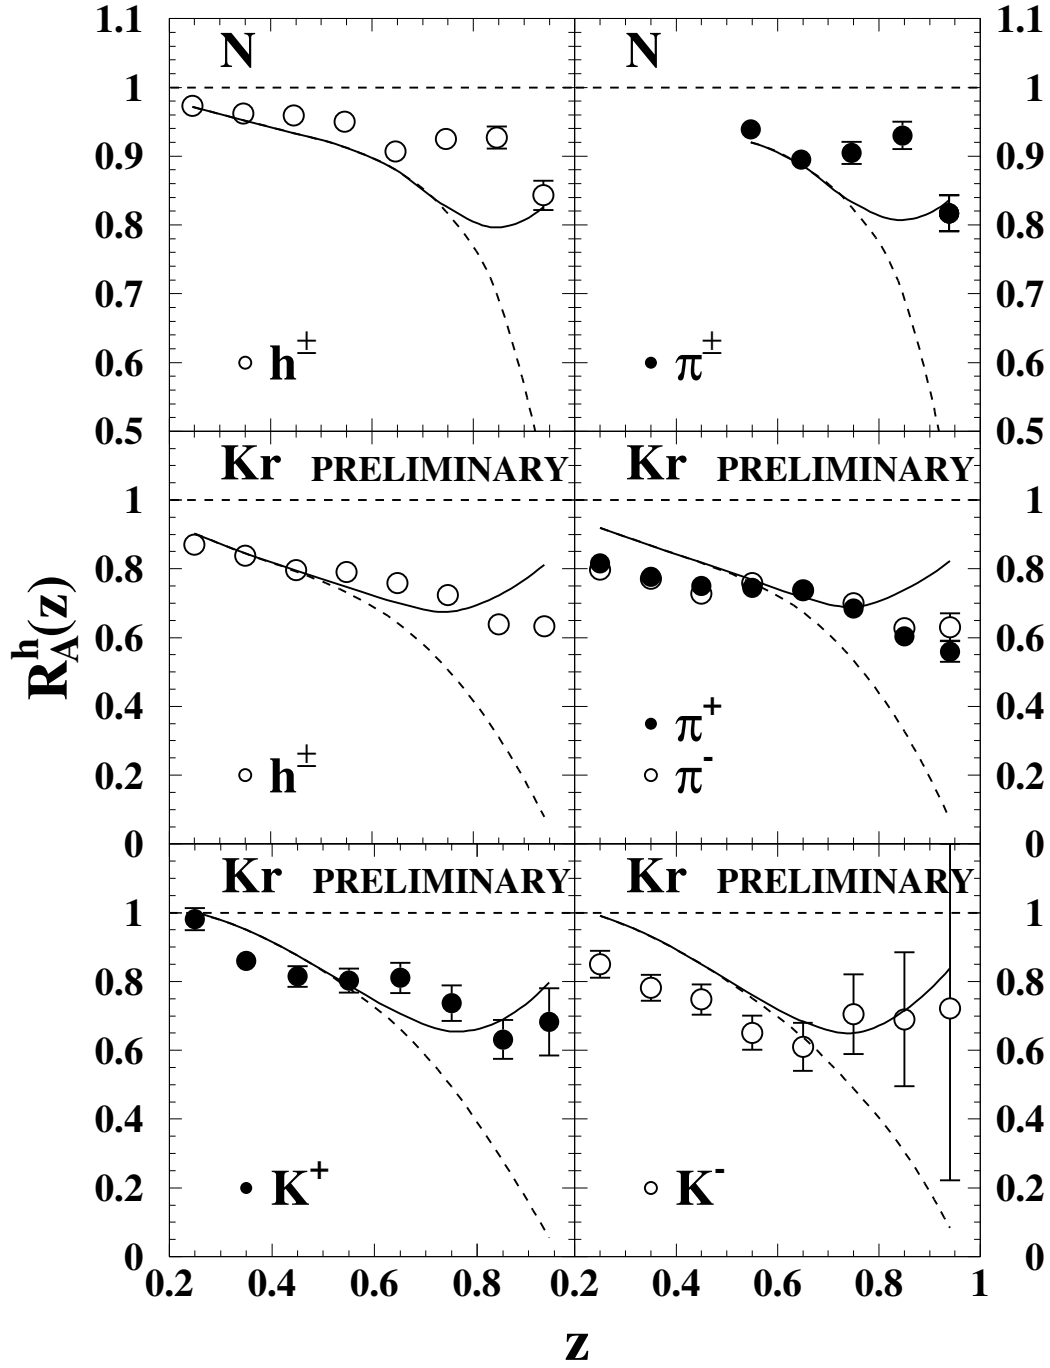 1.1 1.1
N N
1 1
0.9 0.9
0.8 0.8
0.7 0.7
0.6 h± π± 0.6
0.5 0.5
Kr PRELIMINARY Kr PRELIMINARY
1 1
0.8 0.8
0.6 0.6
R_A^h(z)
0.4 π+ 0.4
0.2 h± π- 0.2
0 0
Kr PRELIMINARY Kr PRELIMINARY
1 1
0.8 0.8
0.6 0.6
0.4 0.4
0.2 K+ K- 0.2
0 0
0.2 0.4 0.6 0.8 0.2 0.4 0.6 0.8 1
z